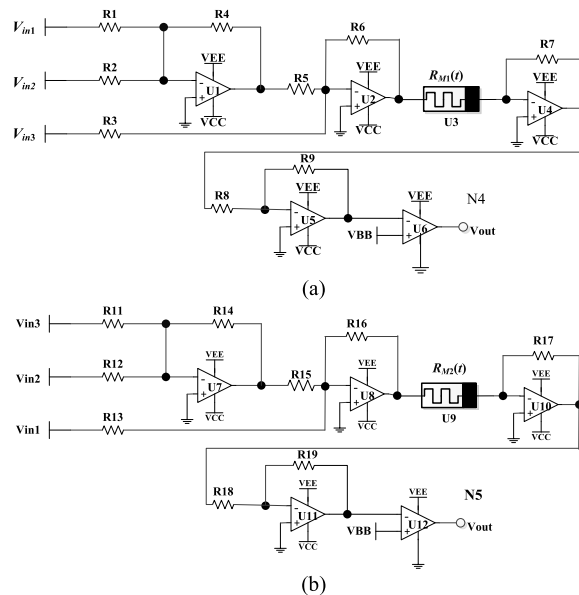 R1 R4
Vin1
R6 R7
R2 VEE
Vin2 VEE RM1(t) VEE
U1 R5 U2 U4
R3 VCC U3
Vin3 VCC VCC
R9
R8 VEE N4 VEE
U5 U6
VBB Vout
VCC
(a)
R11 R14
Vin3
R16 R17
R12 VEE
Vin2 VEE RM2(t) VEE
U7 R15 U8 U10
R13 VCC U9
Vin1 VCC VCC
R19
R18 VEE N5 VEE
U11 U12
VBB Vout
VCC
(b)